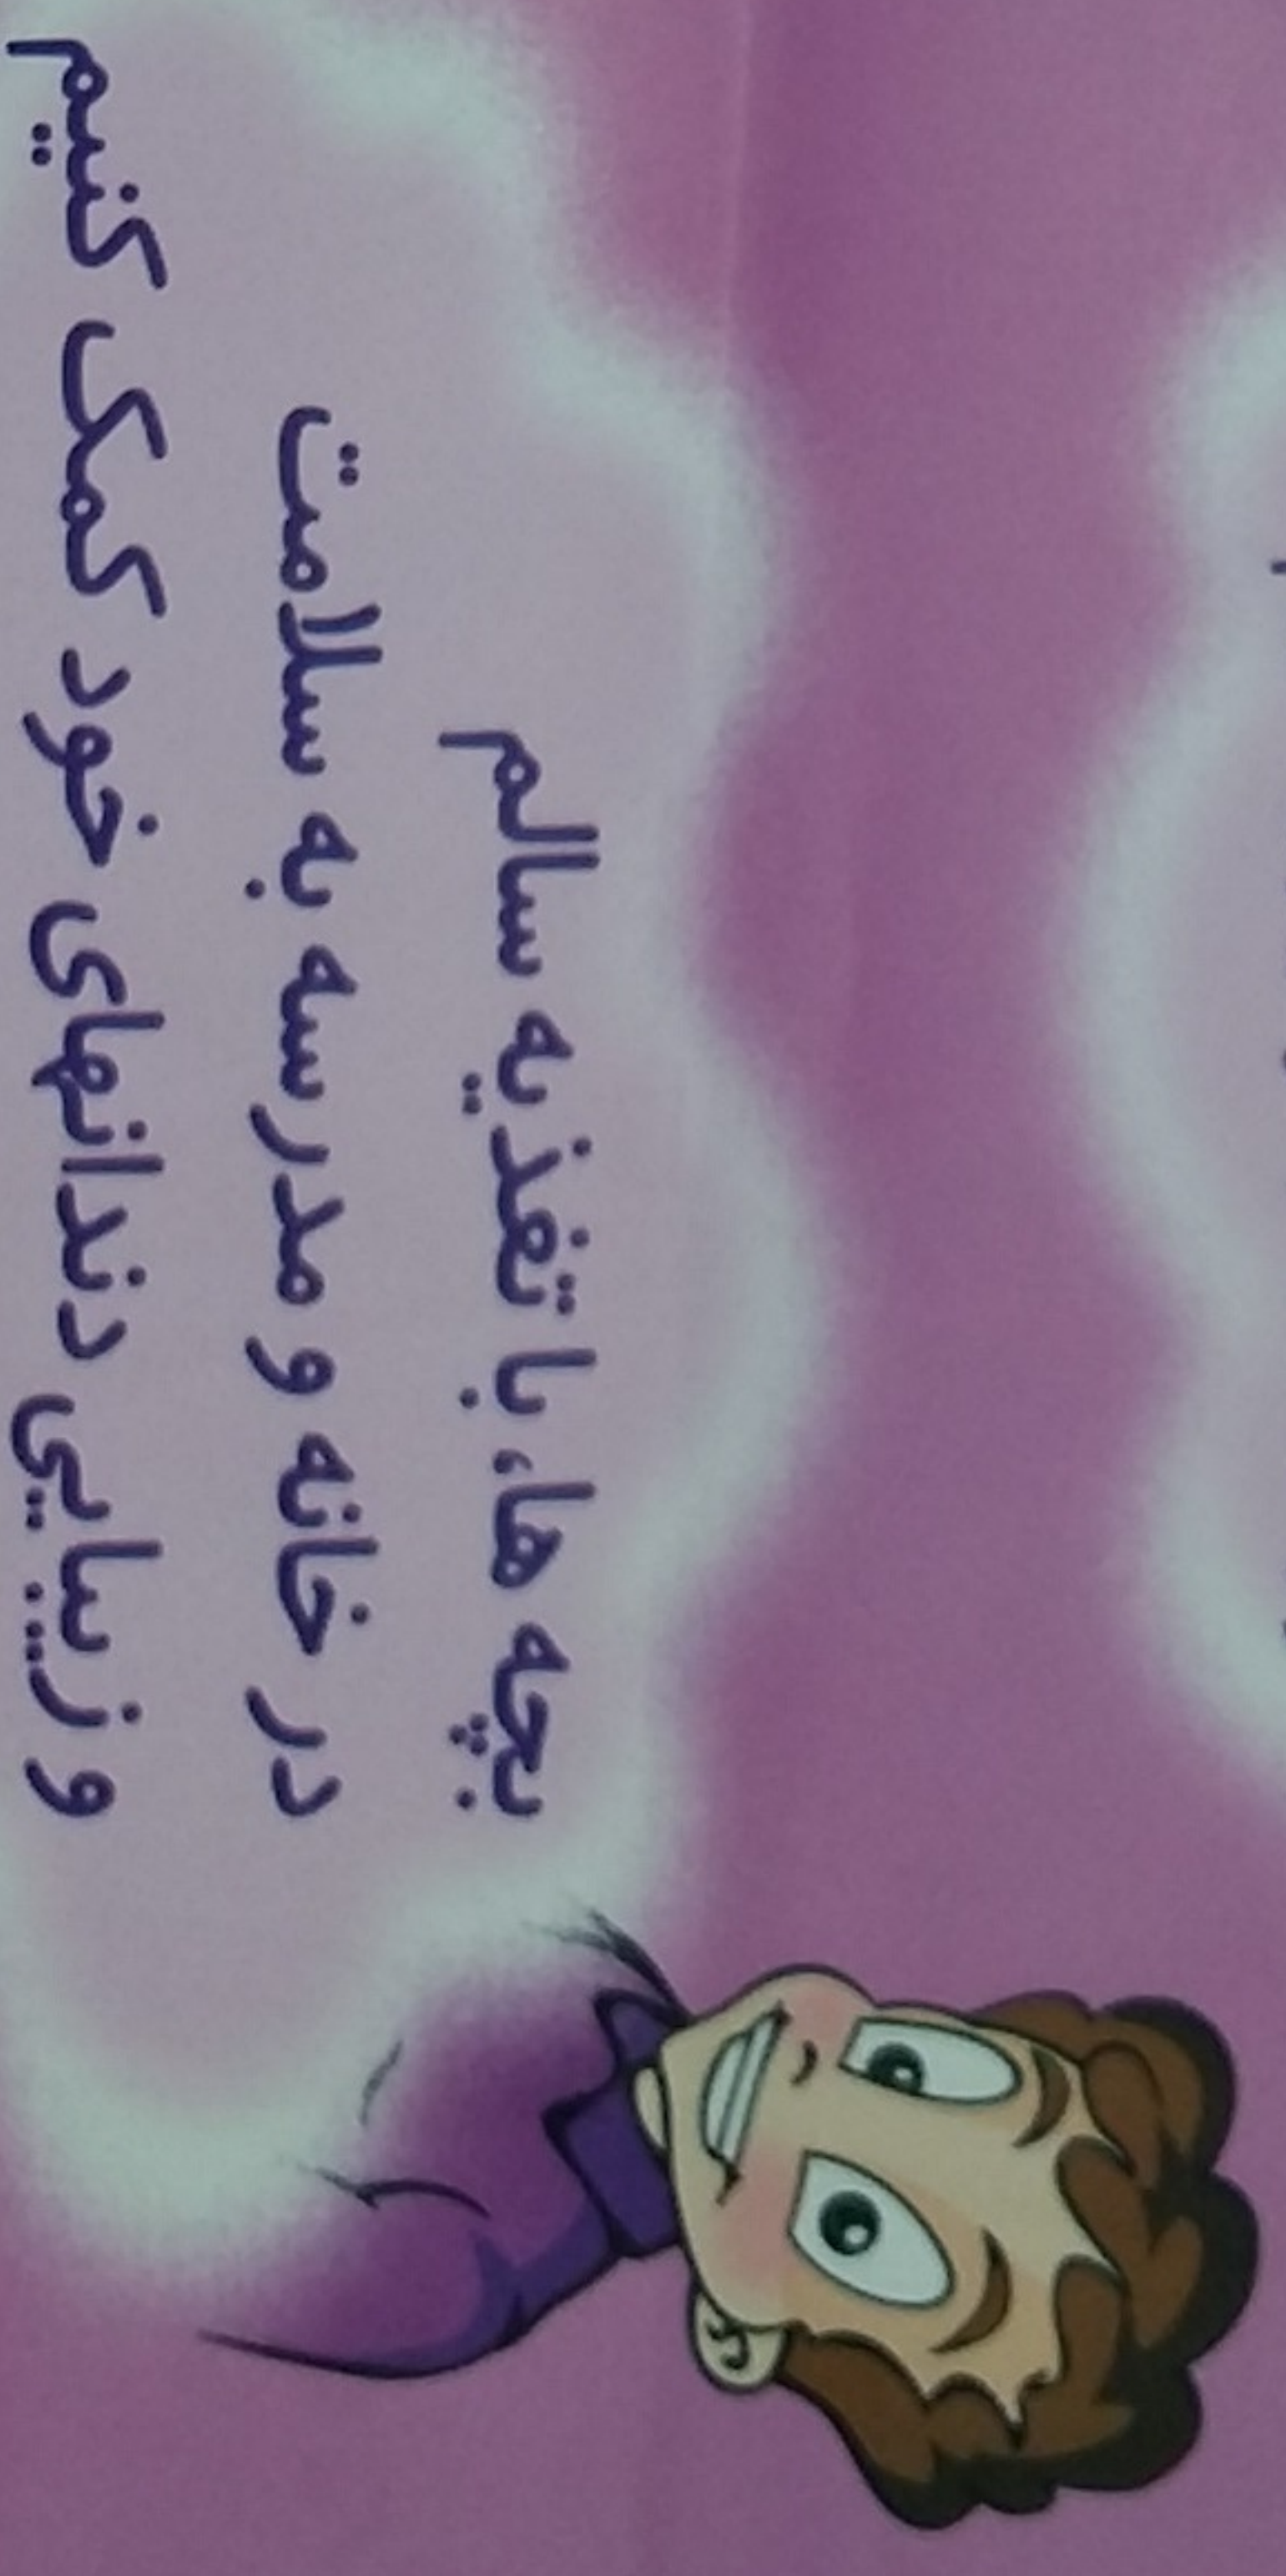 بچه ها، با تغذیه سالم
در خانه و مدرسه به سلامت
و زیبایی دندانهای خود کمک کنیم